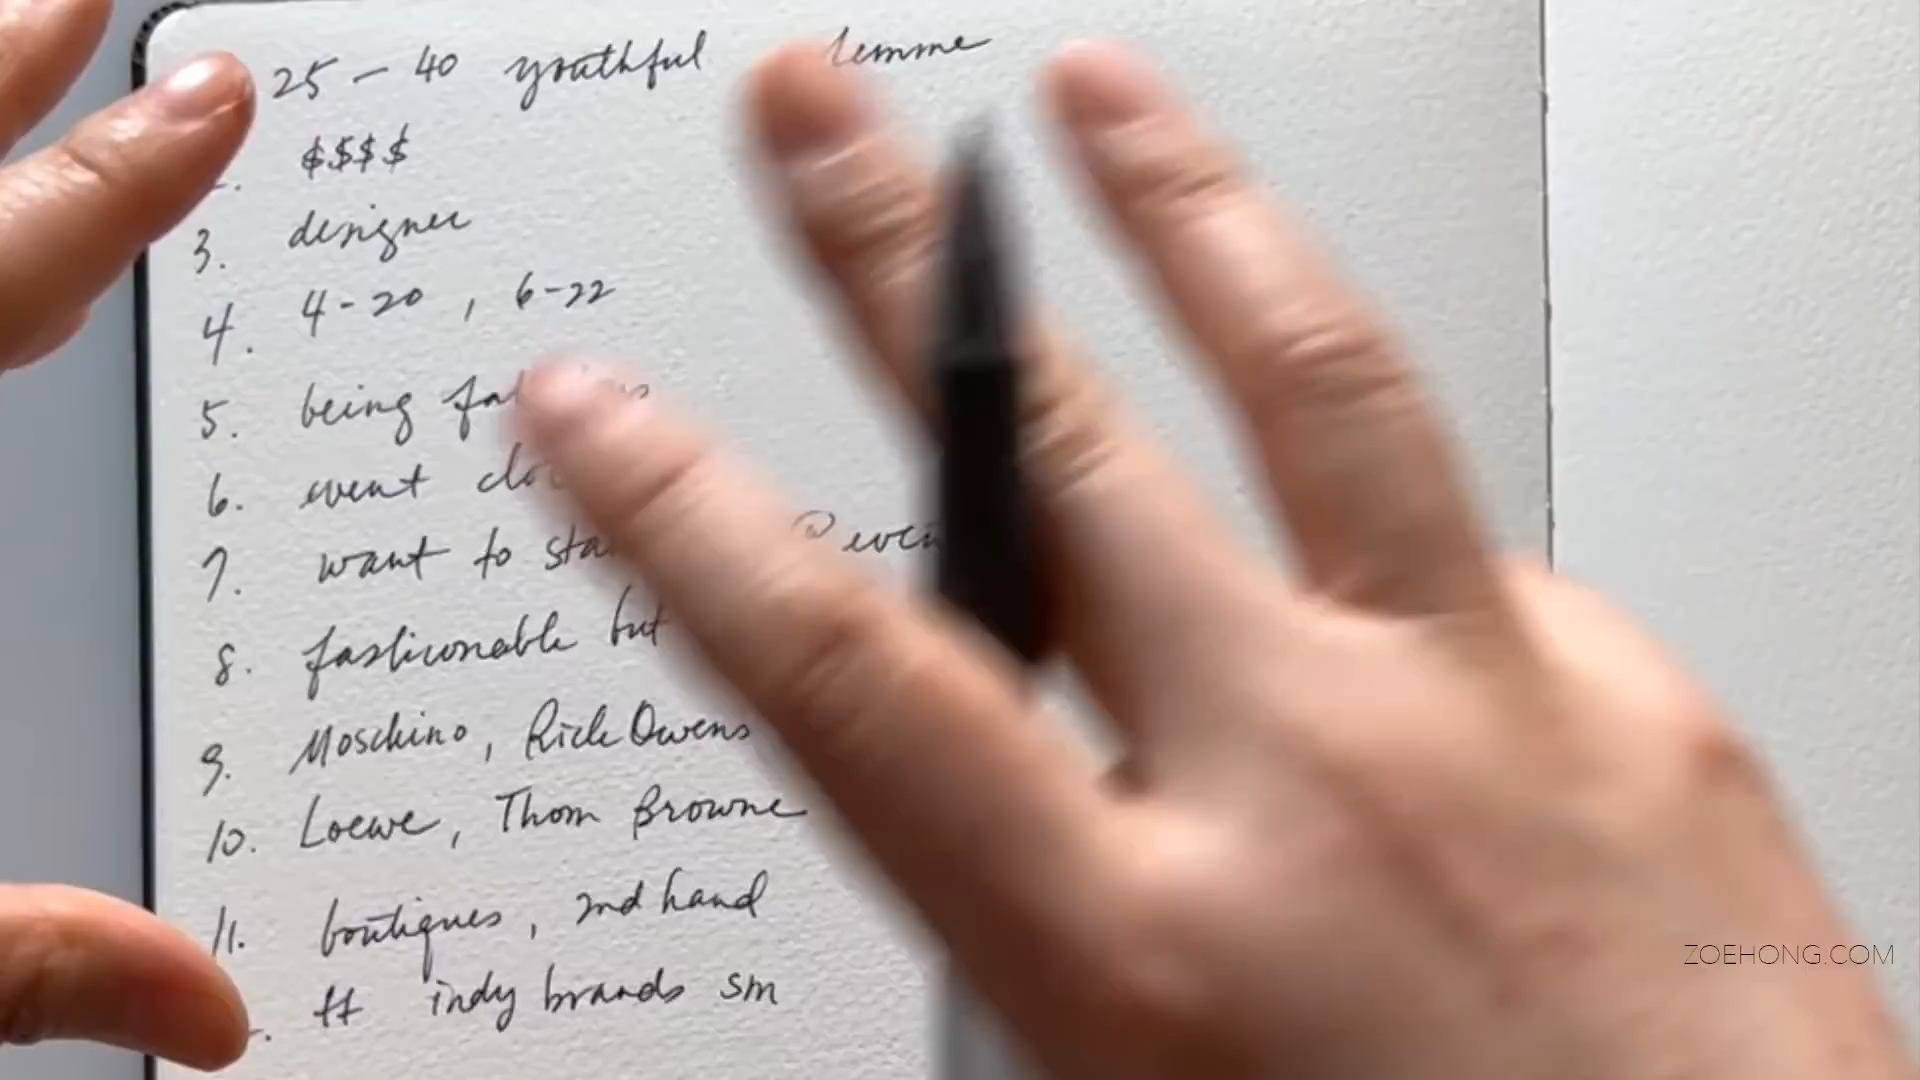 25 - 40 youthful femme
$$$$
3. designer
4. 4-20, 6-22
5. being
6. event
7. want to
8. fashionable but
9. Moschino, Rick Owens
10. Loewe, Thom Browne
11. boutiques, 2nd hand
# indy brands sm
ZOEHONG.COM